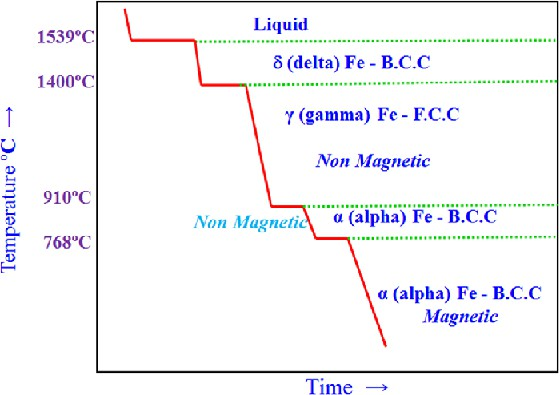 Liquid
1539ºC
δ (delta) Fe - B.C.C
1400ºC
γ (gamma) Fe - F.C.C
Non Magnetic
910ºC
α (alpha) Fe - B.C.C
Non Magnetic
768ºC
α (alpha) Fe - B.C.C
Magnetic
Temperature ºC →
Time →